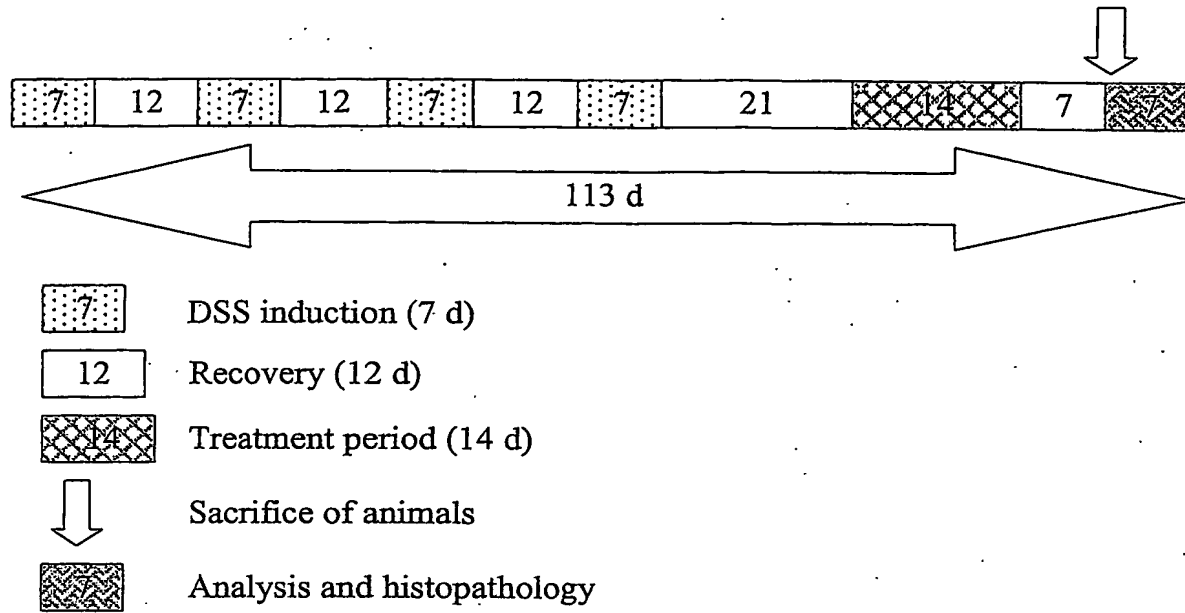 7 12 7 12 7 12 7 21 14 7 7
113 d
7 DSS induction (7 d)
12 Recovery (12 d)
14 Treatment period (14 d)
Sacrifice of animals
7 Analysis and histopathology